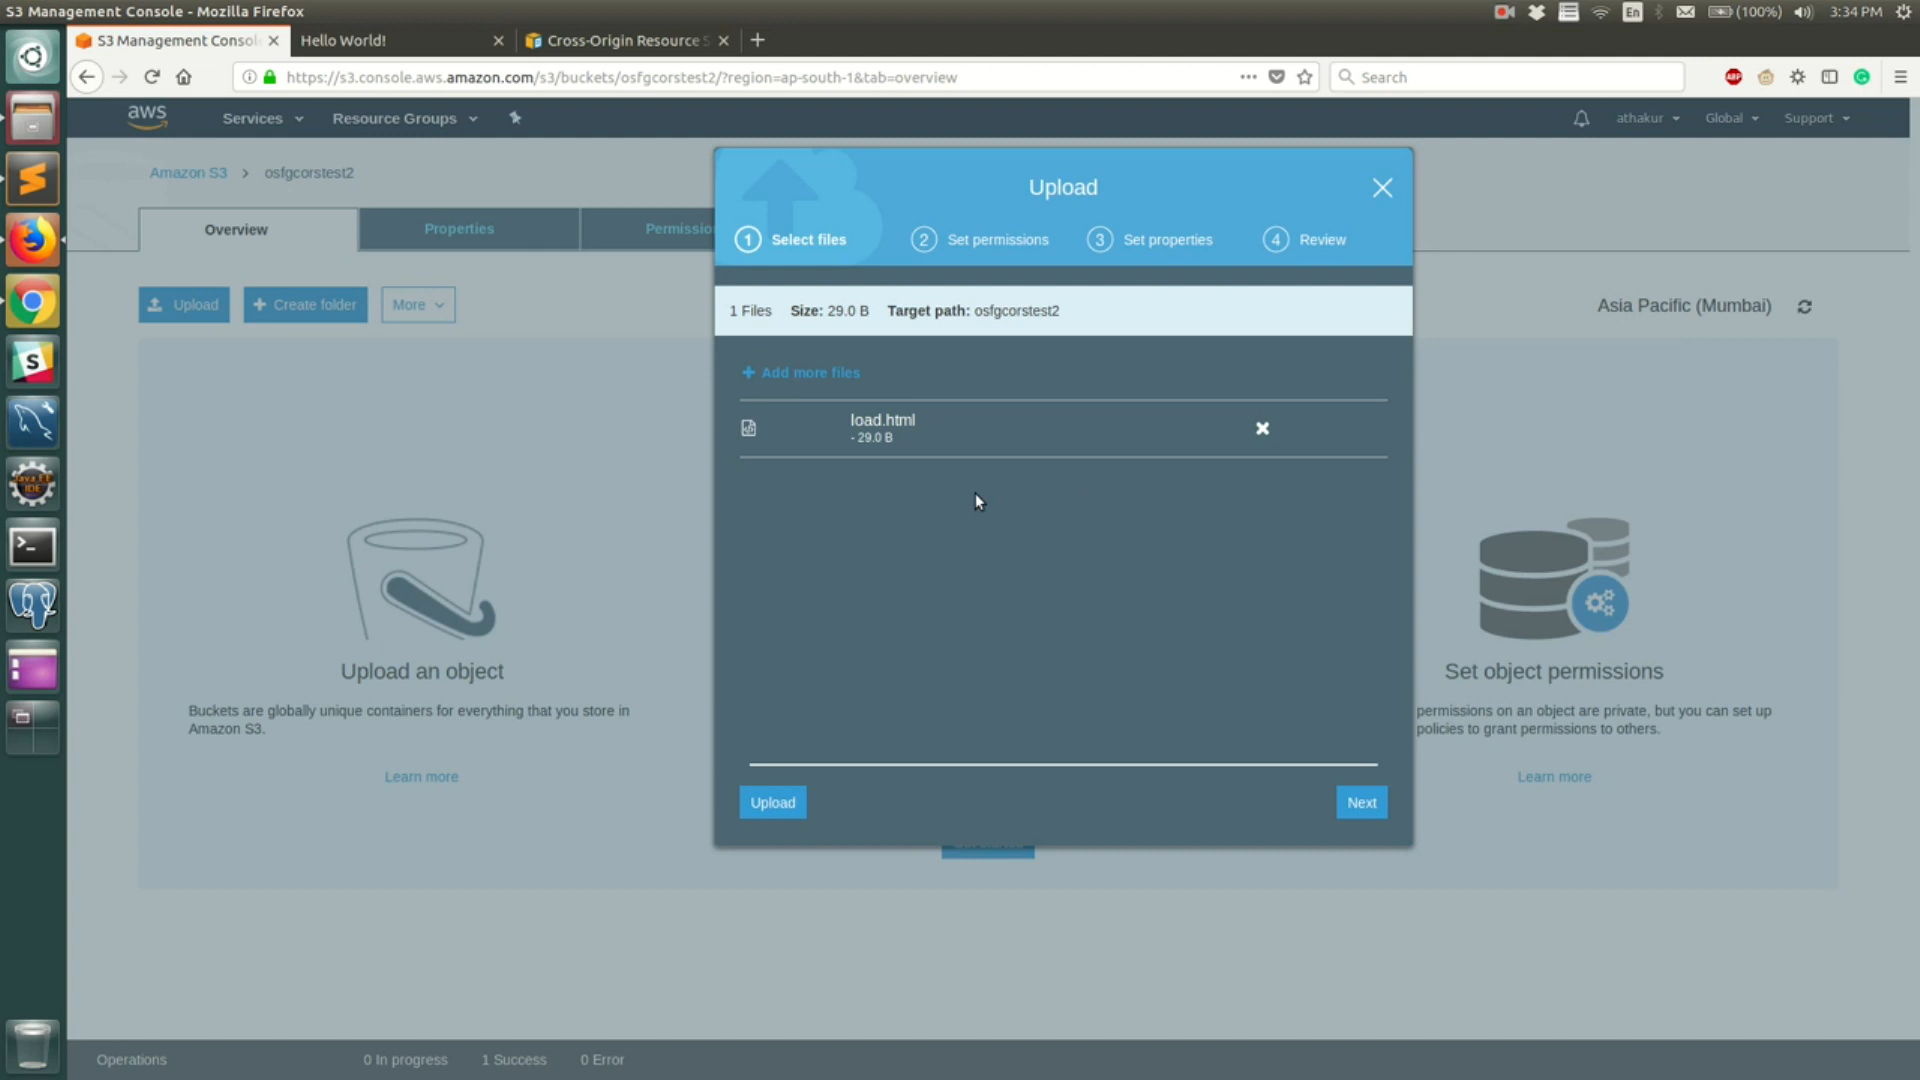 S3 Management Console - Mozilla Firefox
En
(100%)
3:34 PM
S3 Management Consol
Hello World!
Cross-Origin Resource S
https://s3.console.aws.amazon.com/s3/buckets/osfgcorstest2/?region=ap-south-1&tab=overview
Search
ABP
aws
Services
Resource Groups
athakur
Global
Support
Amazon S3 > osfgcorstest2
Overview
Properties
Permissio
Upload
1 Select files
2 Set permissions
3 Set properties
4 Review
Upload
Create folder
More
Asia Pacific (Mumbai)
1 Files Size: 29.0 B Target path: osfgcorstest2
Add more files
load.html
- 29.0 B
Upload an object
Buckets are globally unique containers for everything that you store in
Amazon S3.
Learn more
Set object permissions
permissions on an object are private, but you can set up
policies to grant permissions to others.
Learn more
Upload
Next
Java EE
IDE
Operations
0 In progress
1 Success
0 Error